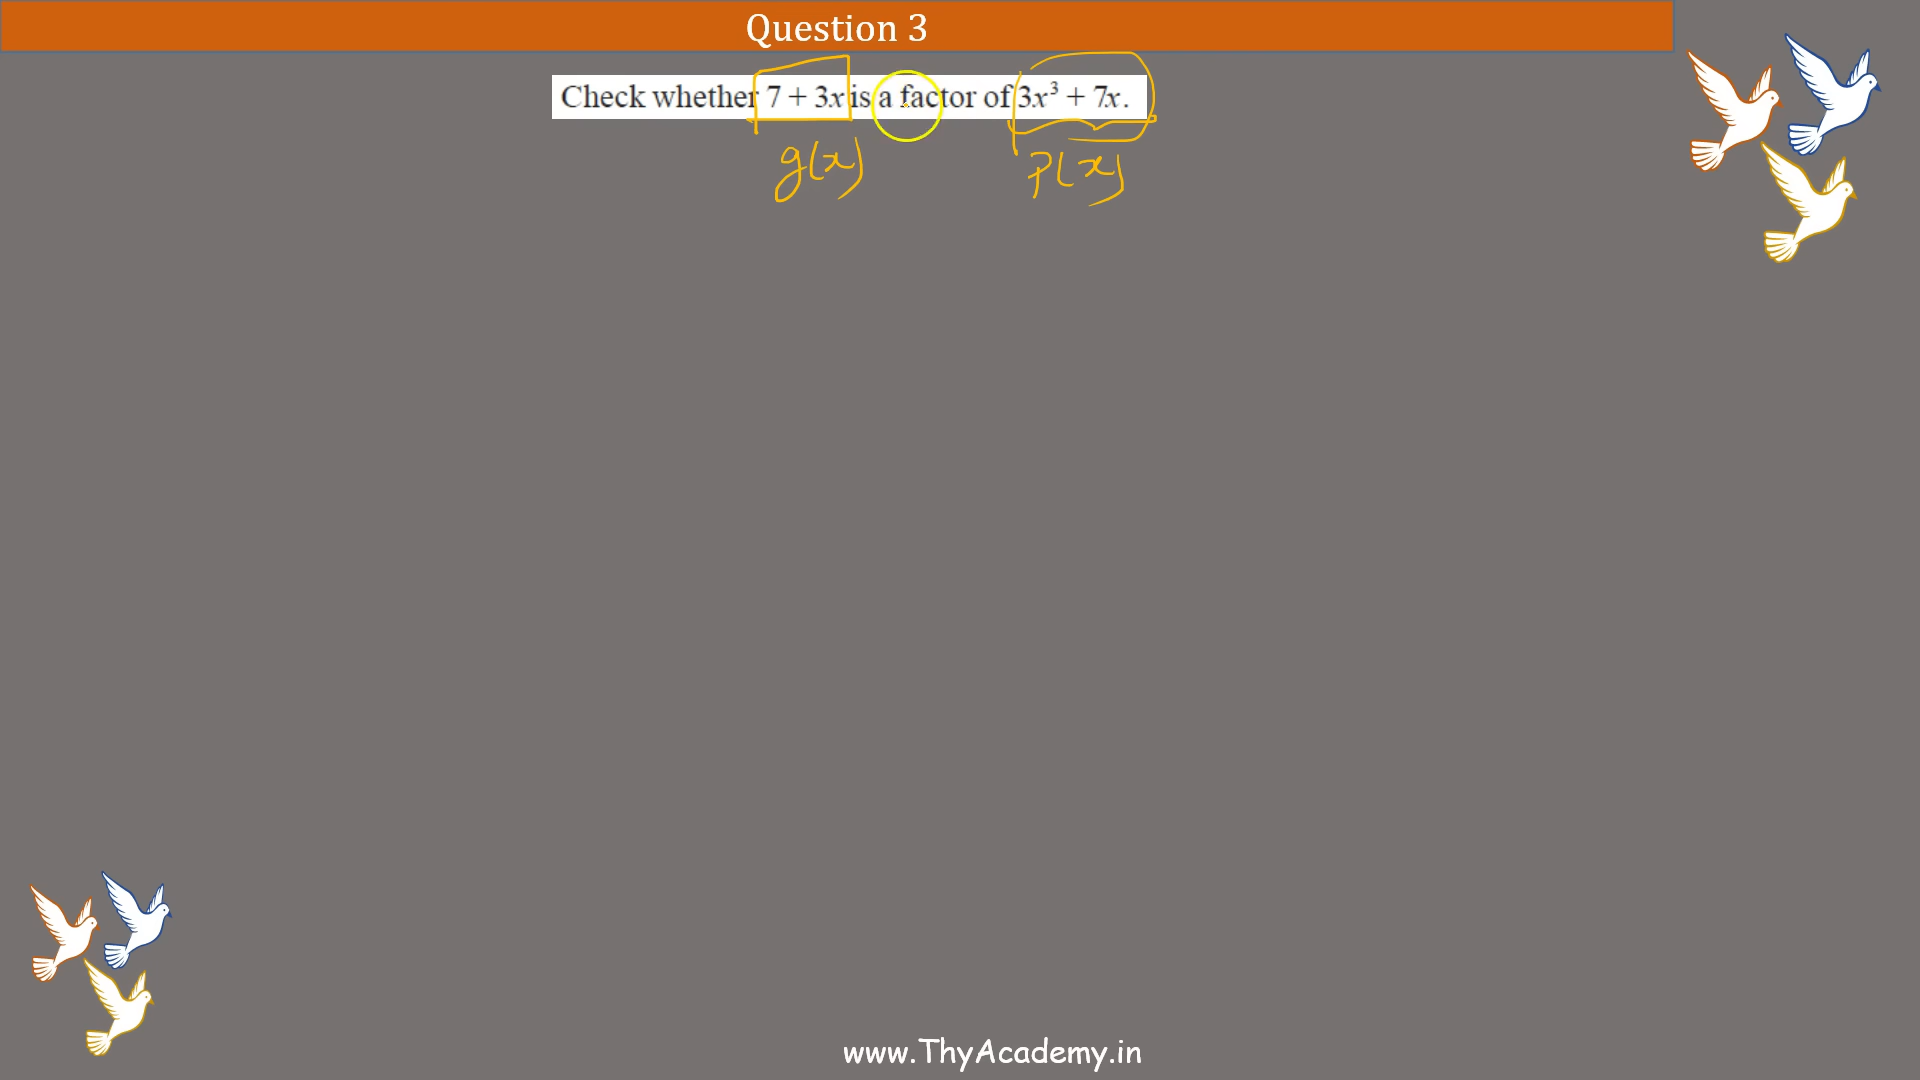 Question 3
Check whether 7 + 3x is a factor of 3x³ + 7x.
g(x) P(x)
www.ThyAcademy.in